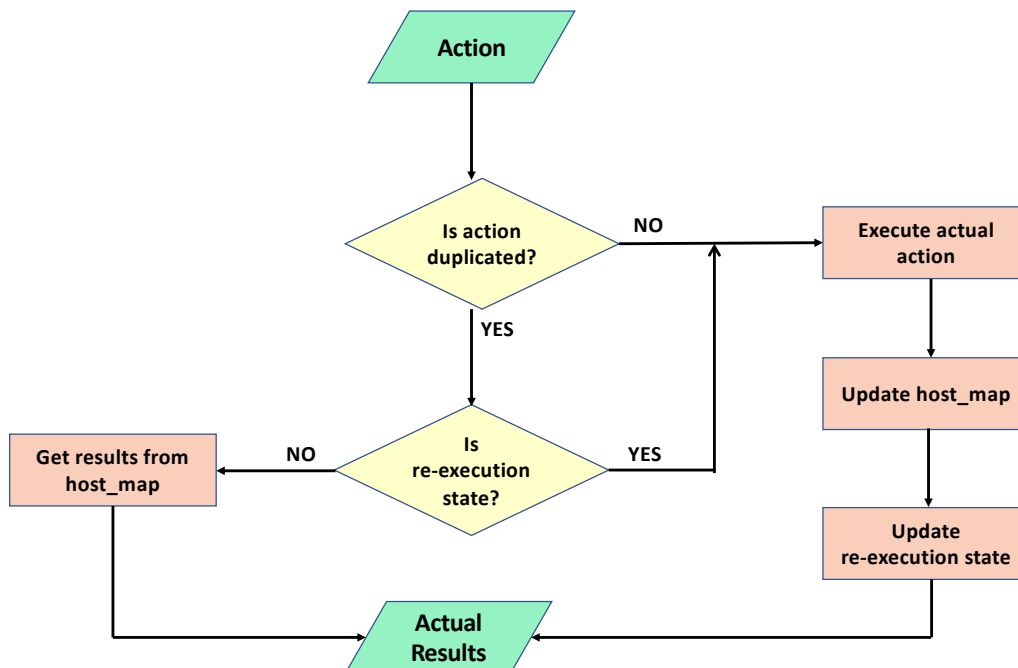 Action
Is action
duplicated?
NO
Execute actual
action
YES
Update host_map
Is
re-execution
state?
NO
YES
Get results from
host_map
Update
re-execution state
Actual
Results